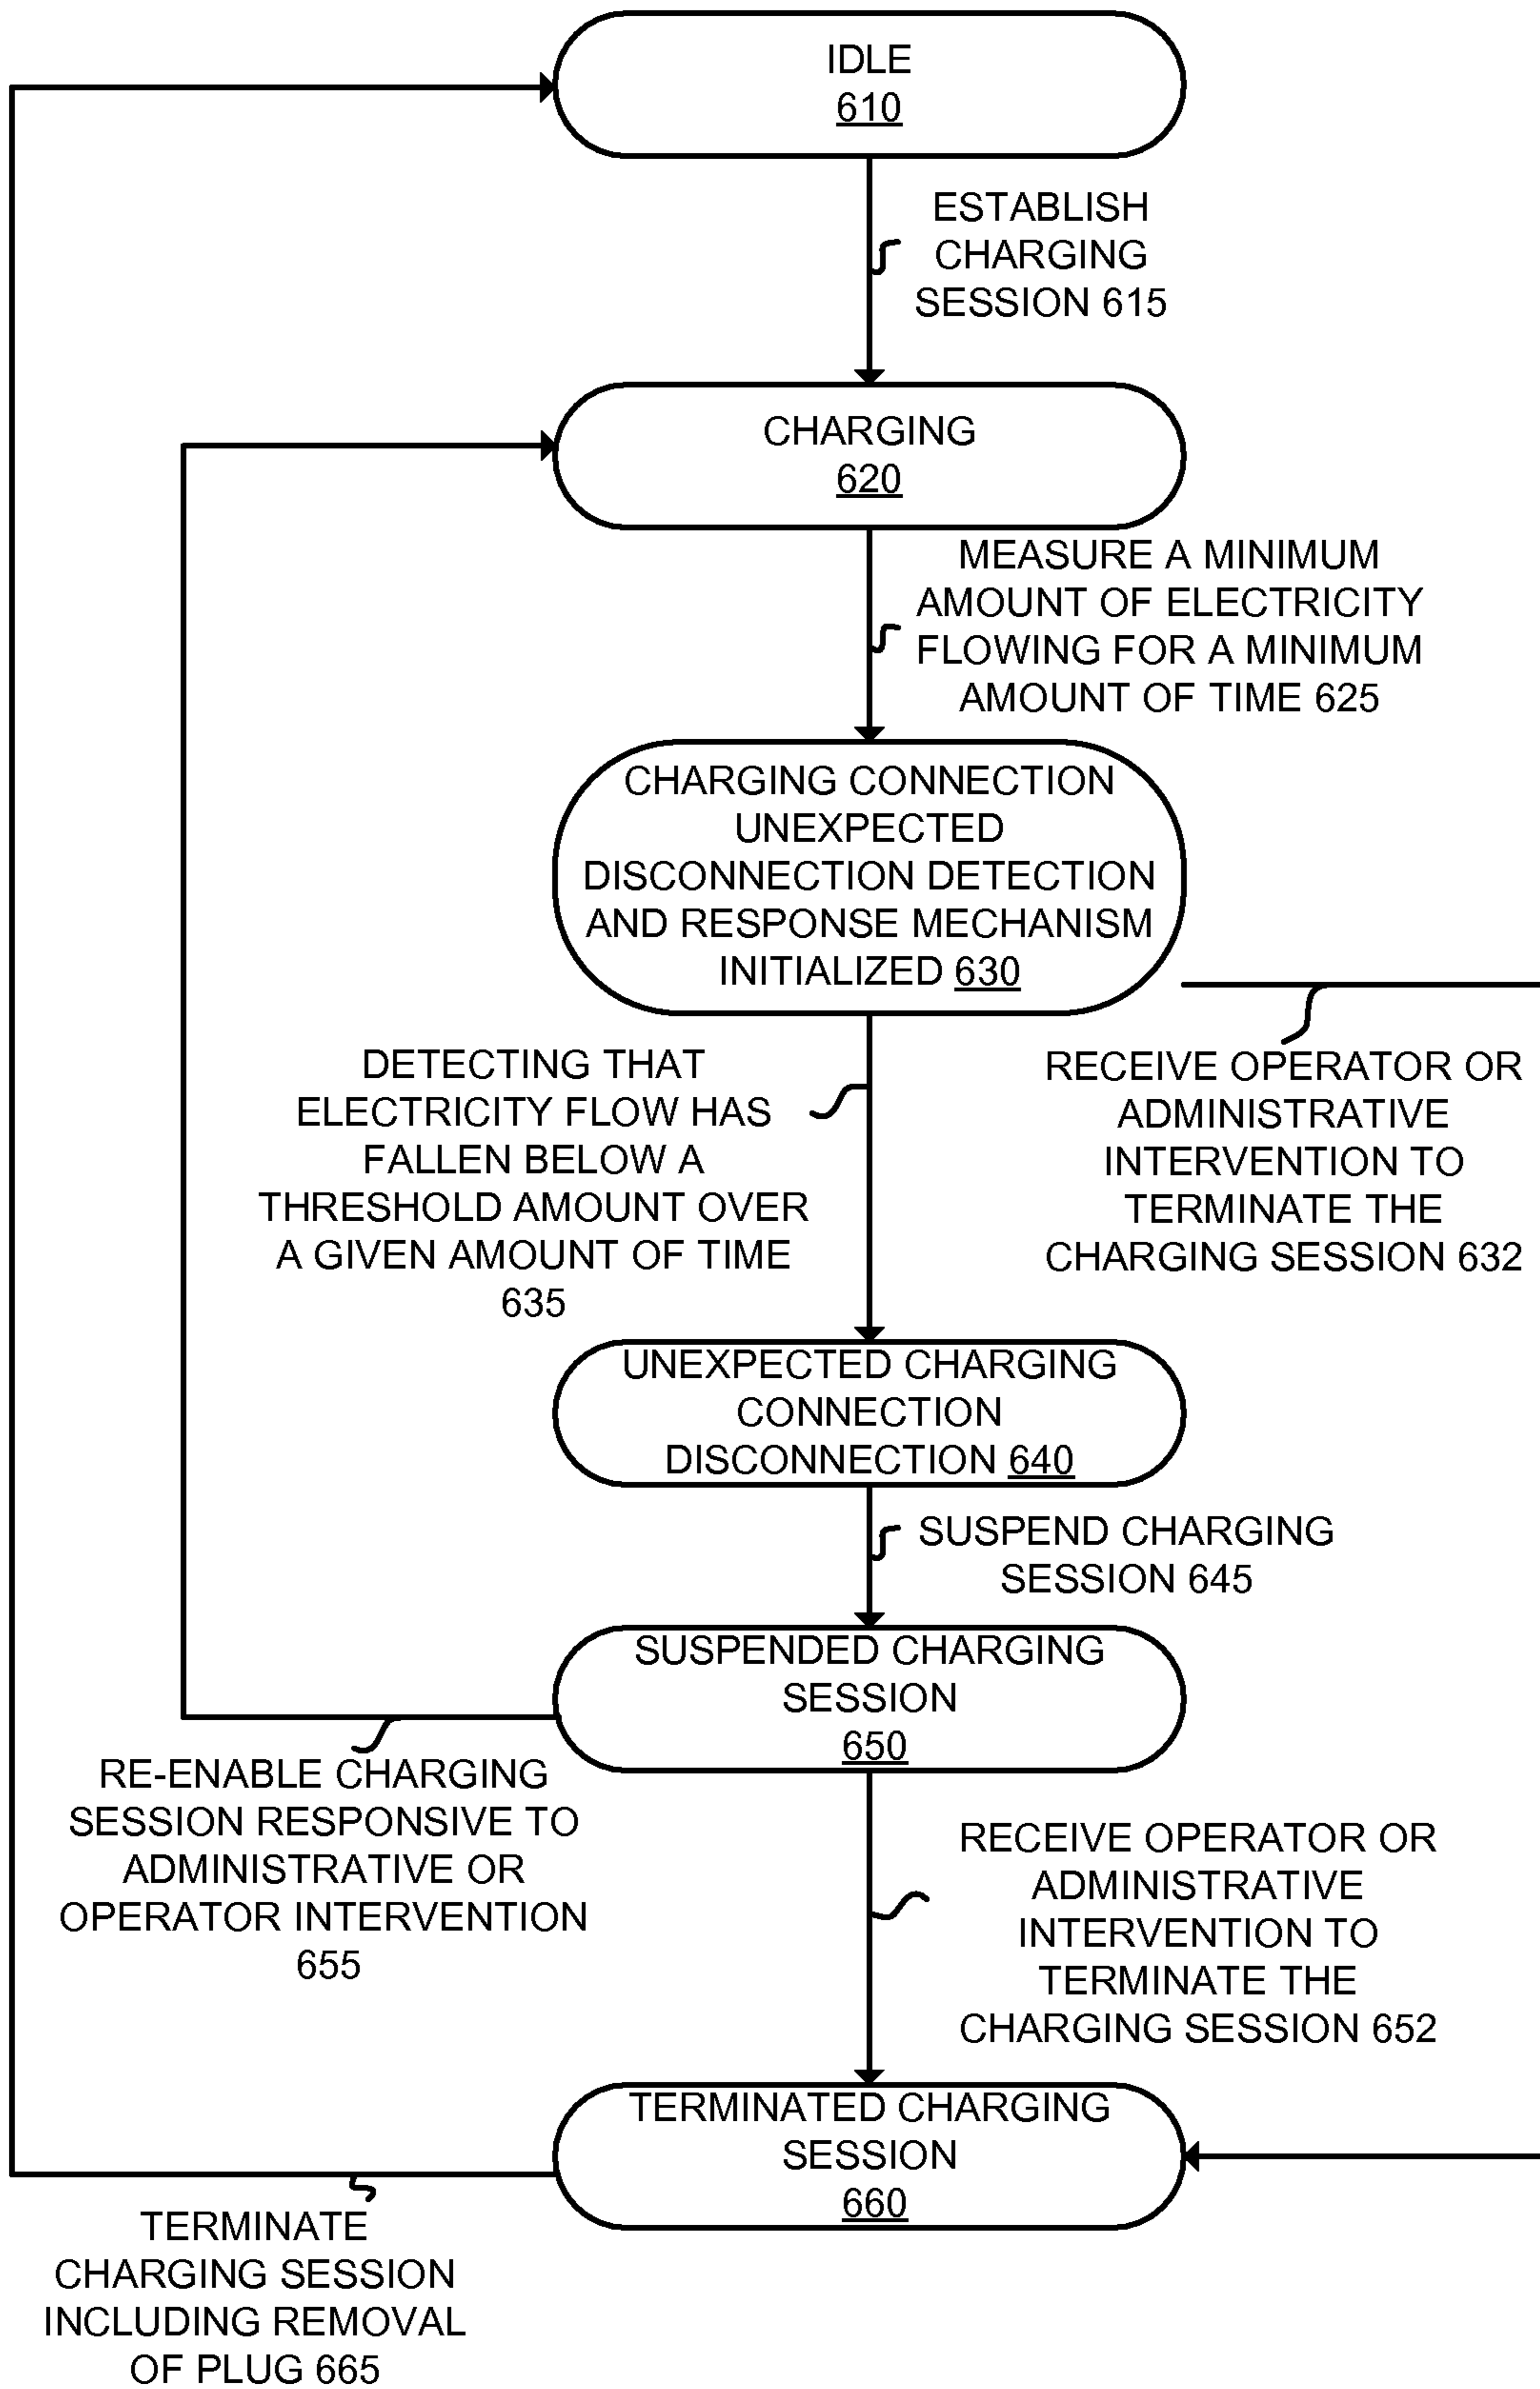 IDLE
610
ESTABLISH
CHARGING
SESSION 615
CHARGING
620
MEASURE A MINIMUM
AMOUNT OF ELECTRICITY
FLOWING FOR A MINIMUM
AMOUNT OF TIME 625
CHARGING CONNECTION
UNEXPECTED
DISCONNECTION DETECTION
AND RESPONSE MECHANISM
INITIALIZED 630
DETECTING THAT
ELECTRICITY FLOW HAS
FALLEN BELOW A
THRESHOLD AMOUNT OVER
A GIVEN AMOUNT OF TIME
635
RECEIVE OPERATOR OR
ADMINISTRATIVE
INTERVENTION TO
TERMINATE THE
CHARGING SESSION 632
UNEXPECTED CHARGING
CONNECTION
DISCONNECTION 640
SUSPEND CHARGING
SESSION 645
SUSPENDED CHARGING
SESSION
650
RE-ENABLE CHARGING
SESSION RESPONSIVE TO
ADMINISTRATIVE OR
OPERATOR INTERVENTION
655
RECEIVE OPERATOR OR
ADMINISTRATIVE
INTERVENTION TO
TERMINATE THE
CHARGING SESSION 652
TERMINATED CHARGING
SESSION
660
TERMINATE
CHARGING SESSION
INCLUDING REMOVAL
OF PLUG 665